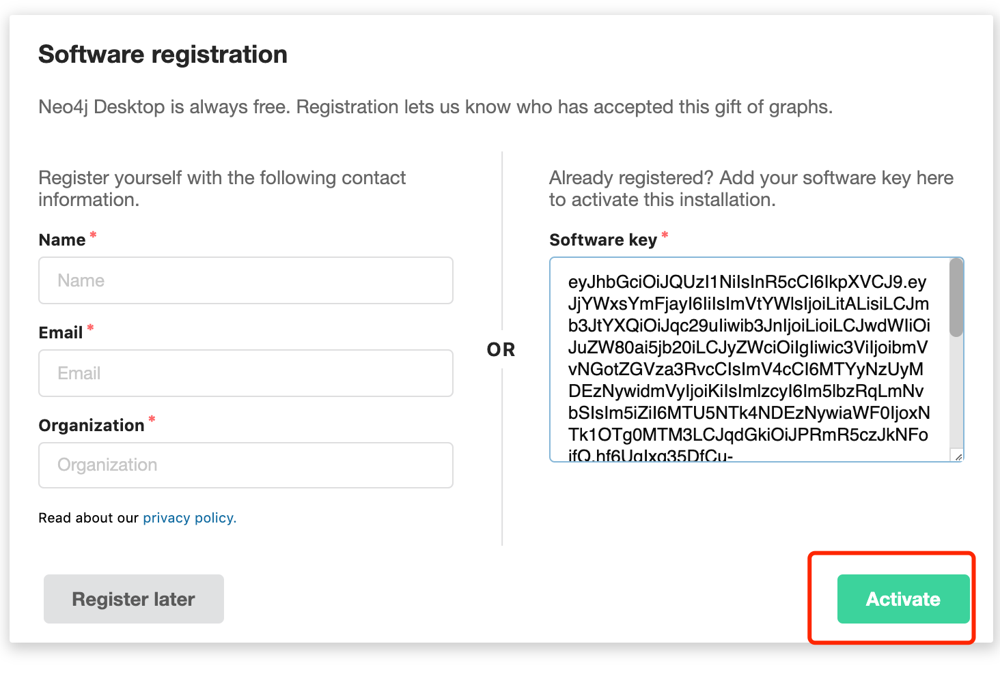 Software registration
Neo4j Desktop is always free. Registration lets us know who has accepted this gift of graphs.
Register yourself with the following contact
information.
Name *
Name
Email *
Email
Organization *
Organization
Read about our privacy policy.
Register later
OR
Already registered? Add your software key here
to activate this installation.
Software key *
eyJhbGciOiJQUzI1NiIsInR5cCI6IkpXVCJ9.ey
JjYWxsYmFjayI6IiIsImVtYWlsIjoiLitALisiLCJm
b3JtYXQiOiJqc29uIiwib3JnIjoiLioiLCJwdWIiOi
JuZW80ai5jb20iLCJyZWciOiIgIiwic3ViIjoibmV
vNGotZGVza3RvcCIsImV4cCI6MTYyNzUyM
DEzNywidmVyIjoiKiIsImlzcyI6Im5lbzRqLmNv
bSIsIm5iZiI6MTU5NTk4NDEzNywiaWF0IjoxN
Tk1OTg0MTM3LCJqdGkiOiJPRmR5czJkNFo
ifQ.hf6UgIxg35DfCu-
Activate